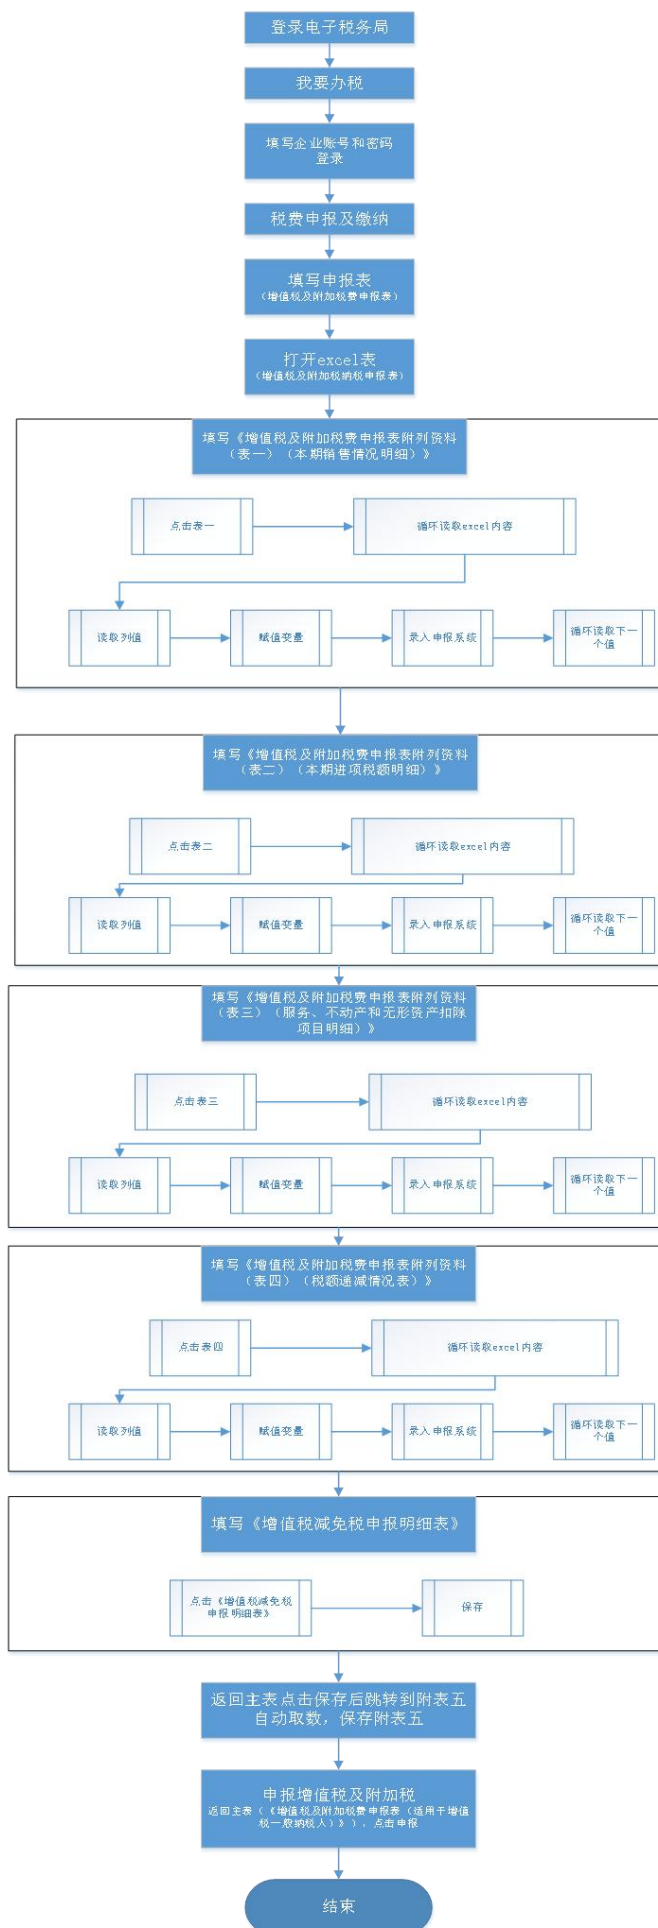 登录电子税务局
我要办税
填写企业账号和密码
登录
税费申报及缴纳
填写申报表
（增值税及附加税费申报表）
打开excel表
（增值税及附加税纳税申报表）
填写《增值税及附加税费申报表附列资料
（表一）（本期销售情况明细）》
点击表一
循环读取excel内容
读取列值
赋值变量
录入申报系统
循环读取下一
个值
填写《增值税及附加税费申报表附列资料
（表二）（本期进项税额明细）》
点击表二
循环读取excel内容
读取列值
赋值变量
录入申报系统
循环读取下一
个值
填写《增值税及附加税费申报表附列资料
（表三）（服务、不动产和无形资产扣除
项目明细）》
点击表三
循环读取excel内容
读取列值
赋值变量
录入申报系统
循环读取下一
个值
填写《增值税及附加税费申报表附列资料
（表四）（税额递减情况表）》
点击表四
循环读取excel内容
读取列值
赋值变量
录入申报系统
循环读取下一
个值
填写《增值税减免税申报明细表》
点击《增值税减免税
申报明细表》
保存
返回主表点击保存后跳转到附表五
自动取数，保存附表五
申报增值税及附加税
返回主表（《增值税及附加税费申报表（适用于增值
税一般纳税人）》），点击申报
结束